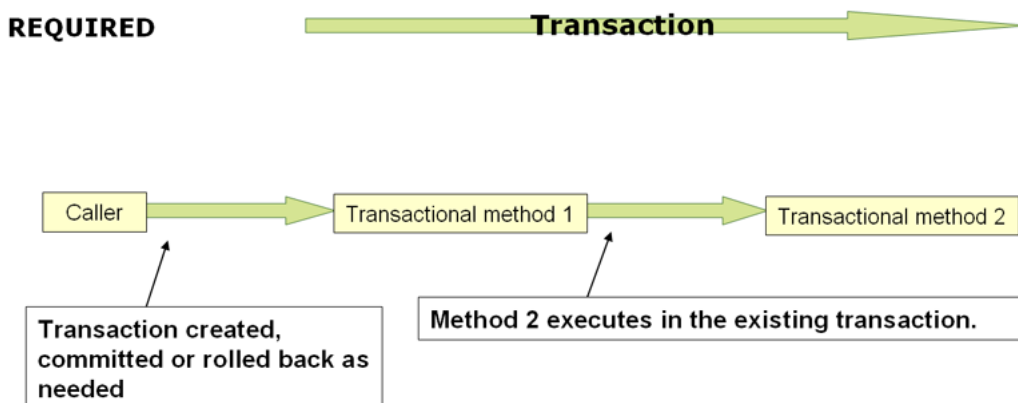 REQUIRED
Transaction
Caller
Transactional method 1
Transactional method 2
Transaction created,
committed or rolled back as
needed
Method 2 executes in the existing transaction.